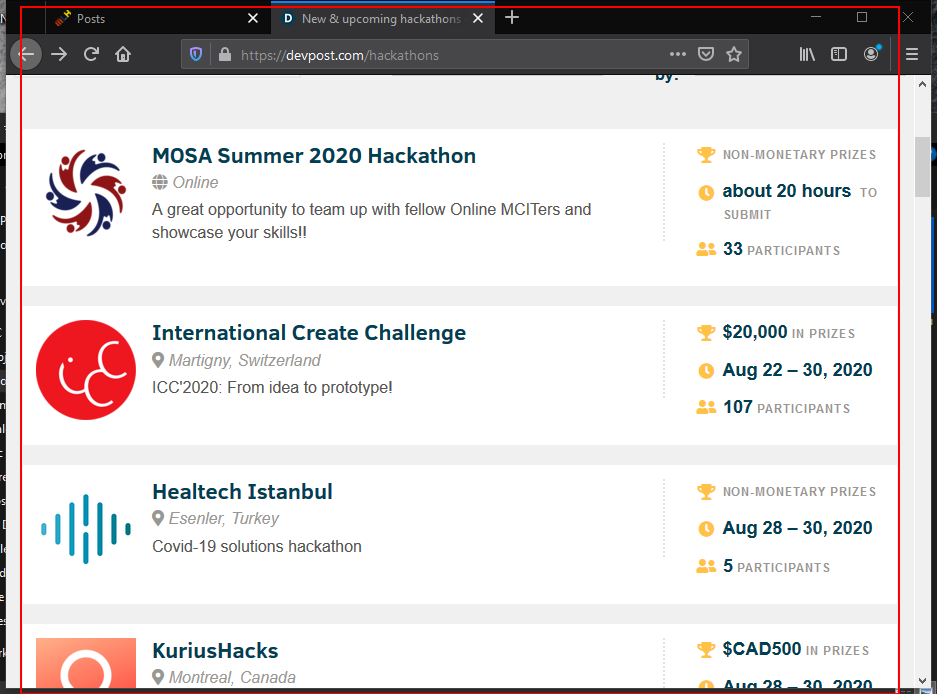 Posts
New & upcoming hackathons
https://devpost.com/hackathons
by:
MOSA Summer 2020 Hackathon
Online
A great opportunity to team up with fellow Online MCITers and
showcase your skills!!
NON-MONETARY PRIZES
about 20 hours TO
SUBMIT
33 PARTICIPANTS
International Create Challenge
Martigny, Switzerland
ICC'2020: From idea to prototype!
$20,000 IN PRIZES
Aug 22 – 30, 2020
107 PARTICIPANTS
Healtech Istanbul
Esenler, Turkey
Covid-19 solutions hackathon
NON-MONETARY PRIZES
Aug 28 – 30, 2020
5 PARTICIPANTS
KuriusHacks
Montreal, Canada
$CAD500 IN PRIZES
Aug 28 – 30, 2020